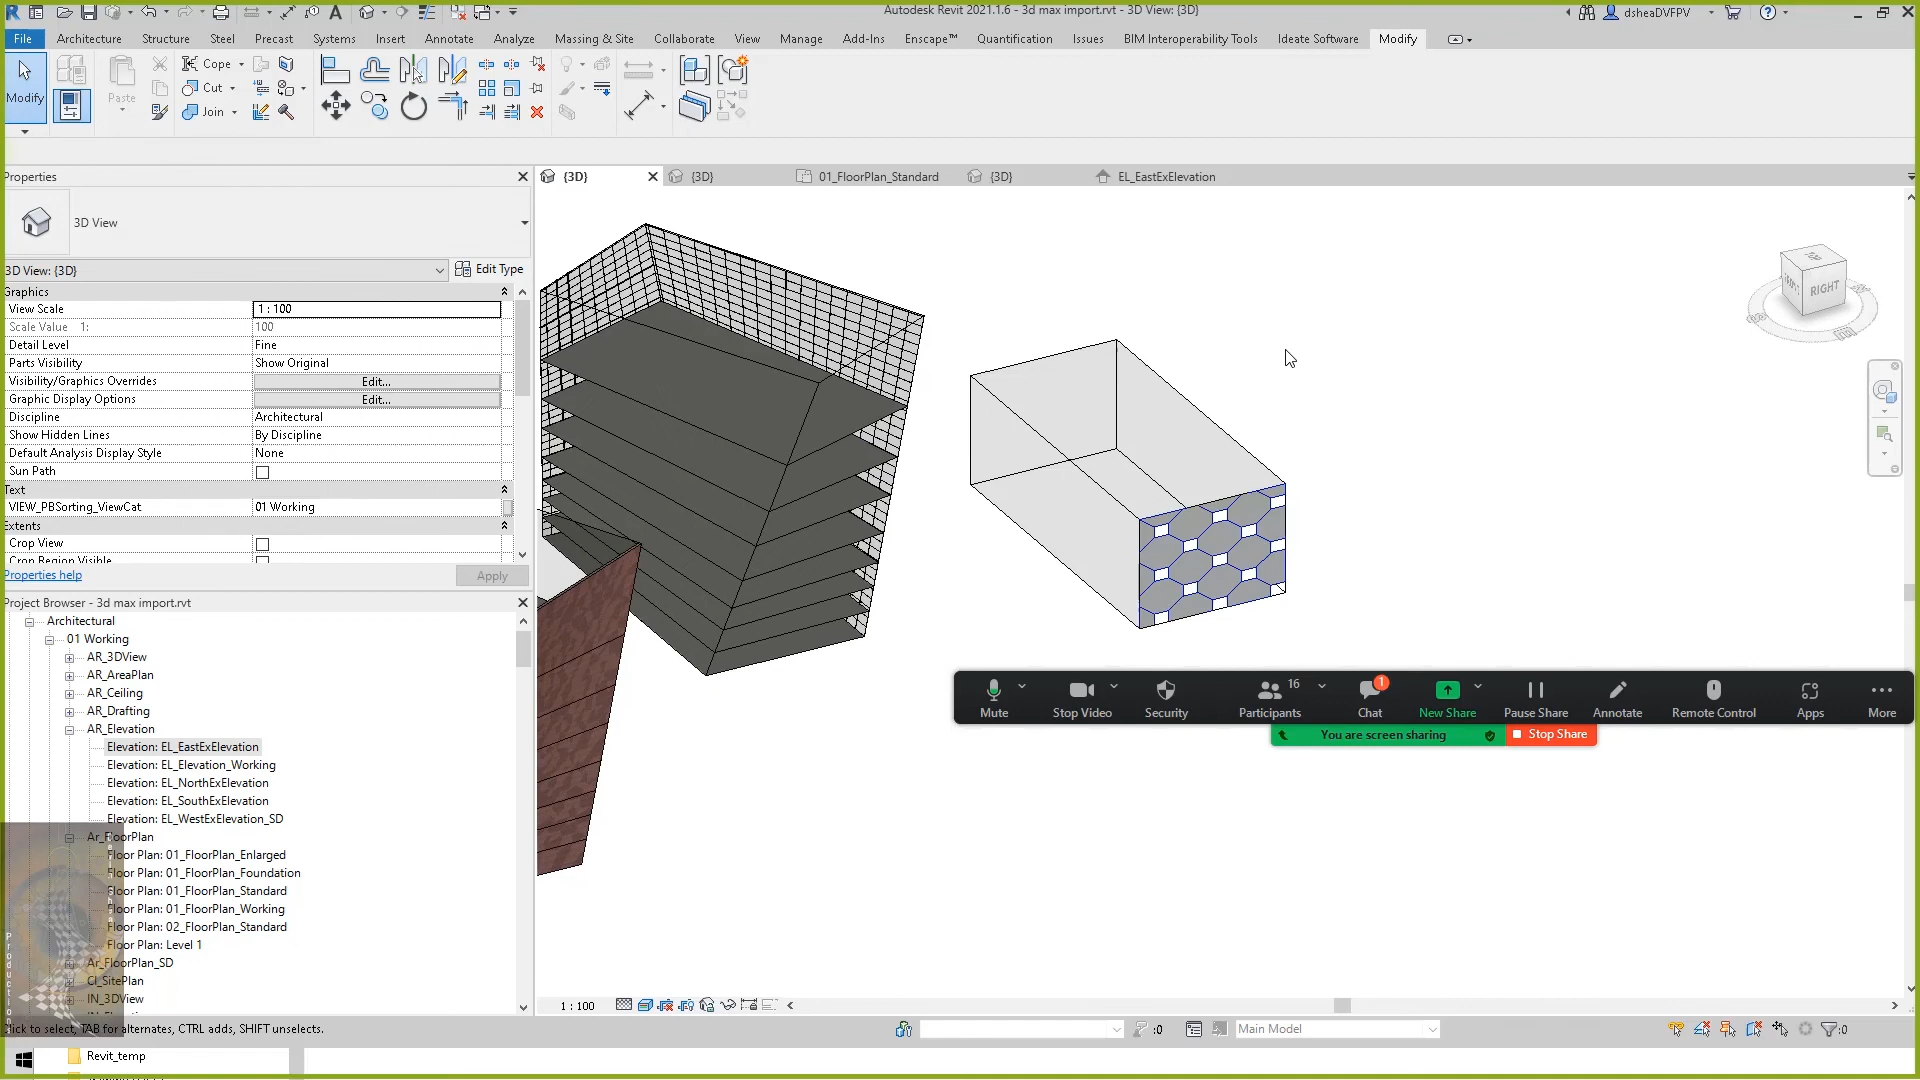 Autodesk Revit 2021.1.6 - 3d max import.rvt - 3D View: {3D}
dsheaDVFPV
File Architecture Structure Steel Precast Systems Insert Annotate Analyze Massing & Site Collaborate View Manage Add-Ins Enscape™ Quantification Issues BIM Interoperability Tools Ideate Software Modify
Modify
Paste
Cope
Cut
Join
Properties
{3D} {3D} 01_FloorPlan_Standard {3D} EL_EastExElevation
3D View
3D View: {3D} Edit Type
Graphics
View Scale 1 : 100
Scale Value 1: 100
Detail Level Fine
Parts Visibility Show Original
Visibility/Graphics Overrides Edit...
Graphic Display Options Edit...
Discipline Architectural
Show Hidden Lines By Discipline
Default Analysis Display Style None
Sun Path
Text
VIEW_PBSorting_ViewCat 01 Working
Extents
Crop View
Crop Region Visible
Properties help Apply
TOP
RIGHT
Project Browser - 3d max import.rvt
Architectural
01 Working
AR_3DView
AR_AreaPlan
AR_Ceiling
AR_Drafting
AR_Elevation
Elevation: EL_EastExElevation
Elevation: EL_Elevation_Working
Elevation: EL_NorthExElevation
Elevation: EL_SouthExElevation
Elevation: EL_WestExElevation_SD
Ar_FloorPlan
Floor Plan: 01_FloorPlan_Enlarged
Floor Plan: 01_FloorPlan_Foundation
Floor Plan: 01_FloorPlan_Standard
Floor Plan: 01_FloorPlan_Working
Floor Plan: 02_FloorPlan_Standard
Floor Plan: Level 1
Ar_FloorPlan_SD
CI_SitePlan
IN_3DView
16
1
Mute Stop Video Security Participants Chat New Share Pause Share Annotate Remote Control Apps More
You are screen sharing Stop Share
1 : 100
Click to select, TAB for alternates, CTRL adds, SHIFT unselects.
:0
Main Model
:0
Revit_temp